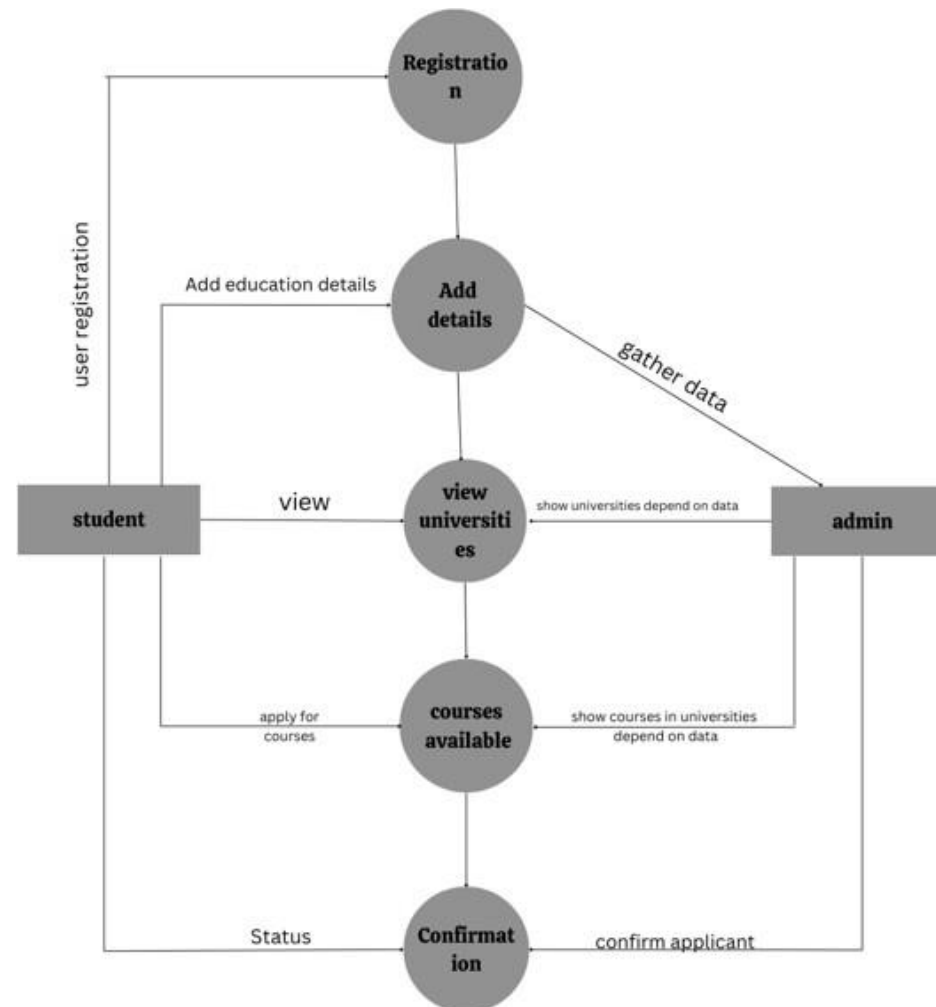 Registratio
n
user registration
Add education details
Add
details
gather data
student
view
view
universiti
es
show universities depend on data
admin
apply for
courses
courses
available
show courses in universities
depend on data
Status
Confirmat
ion
confirm applicant